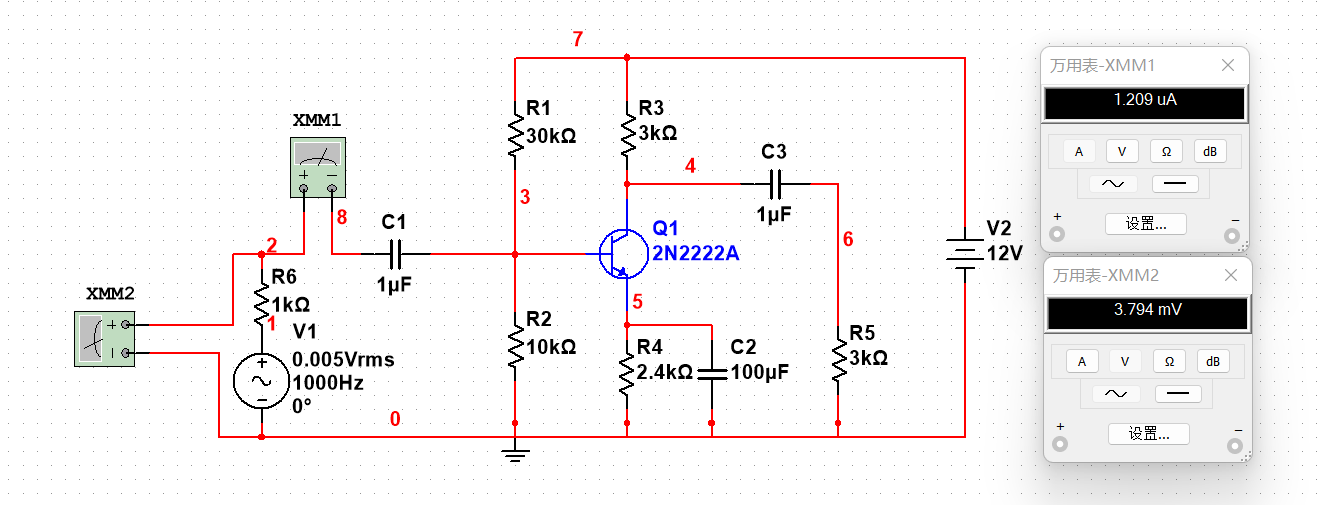 7
XMM1
R1
30kΩ
R3
3kΩ
4
C3
1μF
3
8
C1
1μF
2
Q1
2N2222A
6
V2
12V
XMM2
R6
1kΩ
1
V1
0.005Vrms
1000Hz
0°
5
R2
10kΩ
R4
2.4kΩ
C2
100μF
R5
3kΩ
0
万用表-XMM1
1.209 uA
A V Ω dB
设置...
万用表-XMM2
3.794 mV
A V Ω dB
设置...